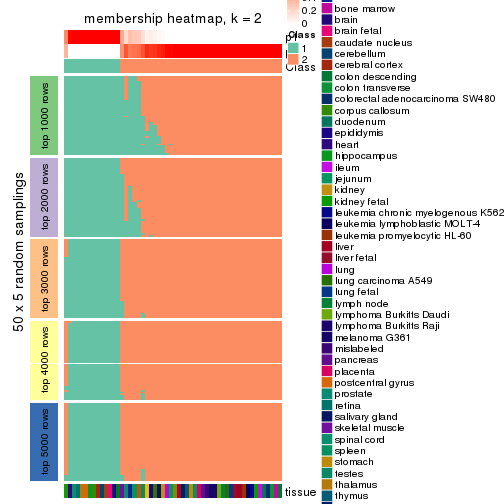 membership heatmap, k = 2
0.2
0
Class
1
2
Class
50 x 5 random samplings
top 1000 rows
top 2000 rows
top 3000 rows
top 4000 rows
top 5000 rows
tissue
bone marrow
brain
brain fetal
caudate nucleus
cerebellum
cerebral cortex
colon descending
colon transverse
colorectal adenocarcinoma SW480
corpus callosum
duodenum
epididymis
heart
hippocampus
ileum
jejunum
kidney
kidney fetal
leukemia chronic myelogenous K562
leukemia lymphoblastic MOLT-4
leukemia promyelocytic HL-60
liver
liver fetal
lung
lung carcinoma A549
lung fetal
lymph node
lymphoma Burkitts Daudi
lymphoma Burkitts Raji
melanoma G361
mislabeled
pancreas
placenta
postcentral gyrus
prostate
retina
salivary gland
skeletal muscle
spinal cord
spleen
stomach
testes
thalamus
thymus